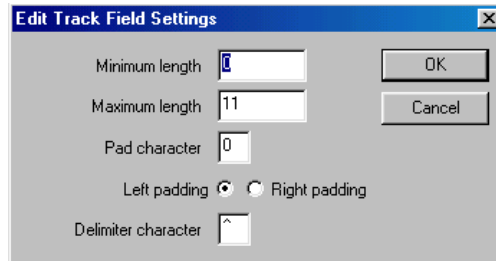 Edit Track Field Settings
Minimum length 0 OK
Maximum length 11 Cancel
Pad character 0
Left padding Right padding
Delimiter character ^